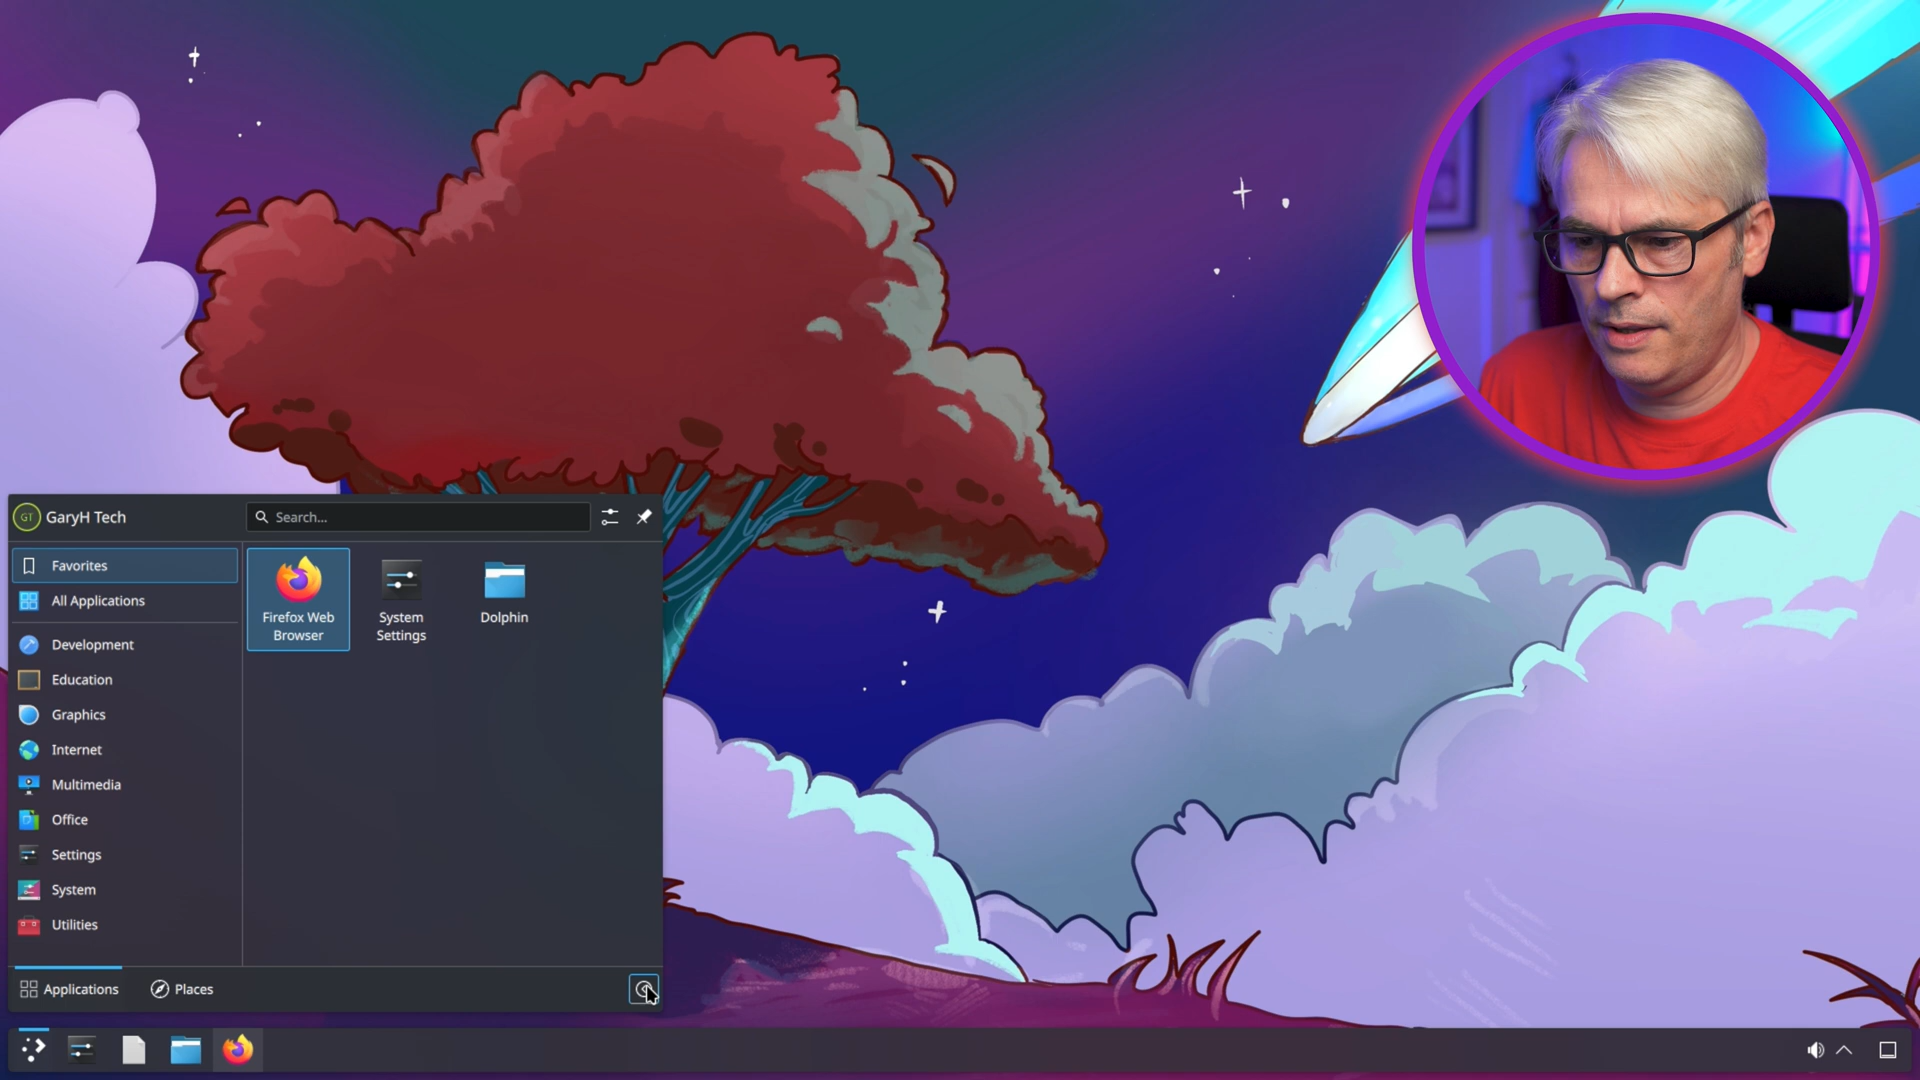 GT GaryH Tech
Search...
Favorites
All Applications
Development
Education
Graphics
Internet
Multimedia
Office
Settings
System
Utilities
Firefox Web
Browser
System
Settings
Dolphin
Applications
Places